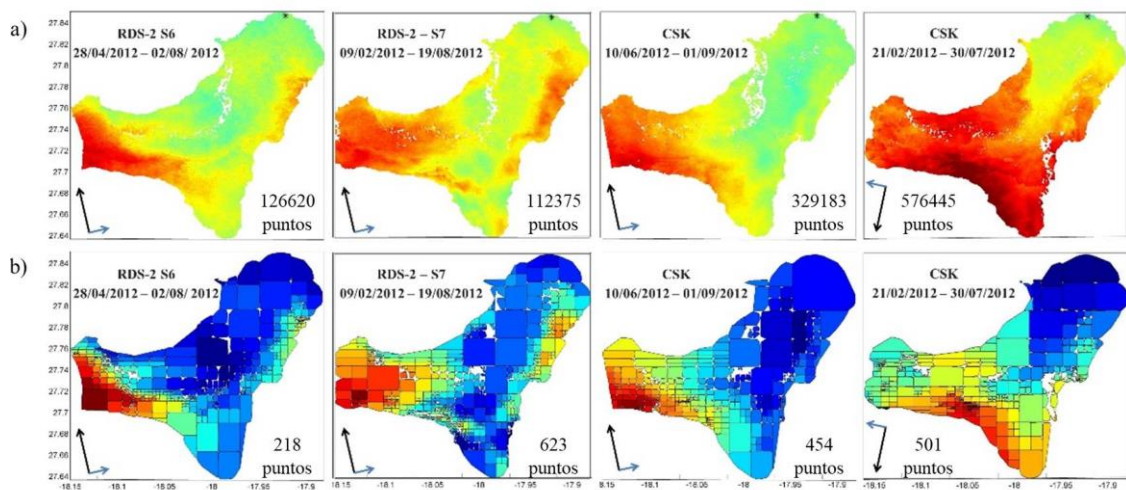 a)
27.84
27.82
27.8
27.78
27.76
27.74
27.72
27.7
27.68
27.66
27.64
RDS-2 S6
28/04/2012 – 02/08/ 2012
126620
puntos
RDS-2 – S7
09/02/2012 – 19/08/2012
112375
puntos
CSK
10/06/2012 – 01/09/2012
329183
puntos
CSK
21/02/2012 – 30/07/2012
576445
puntos
b)
27.84
27.82
27.8
27.78
27.76
27.74
27.72
27.7
27.68
27.66
27.64
RDS-2 S6
28/04/2012 – 02/08/ 2012
218
puntos
RDS-2 – S7
09/02/2012 – 19/08/2012
623
puntos
CSK
10/06/2012 – 01/09/2012
454
puntos
CSK
21/02/2012 – 30/07/2012
501
puntos
-18.15 -18.1 -18.05 -18 -17.95 -17.9
-18.15 -18.1 -18.05 -18 -17.95 -17.9
-18.15 -18.1 -18.05 -18 -17.95 -17.9
-18.15 -18.1 -18.05 -18 -17.95 -17.9